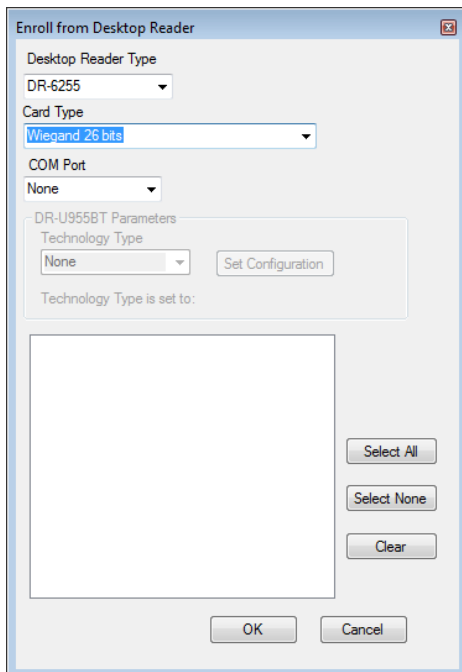 Enroll from Desktop Reader
Desktop Reader Type
DR-6255
Card Type
Wiegand 26 bits
COM Port
None
DR-U955BT Parameters
Technology Type
None
Set Configuration
Technology Type is set to:
Select All
Select None
Clear
OK
Cancel